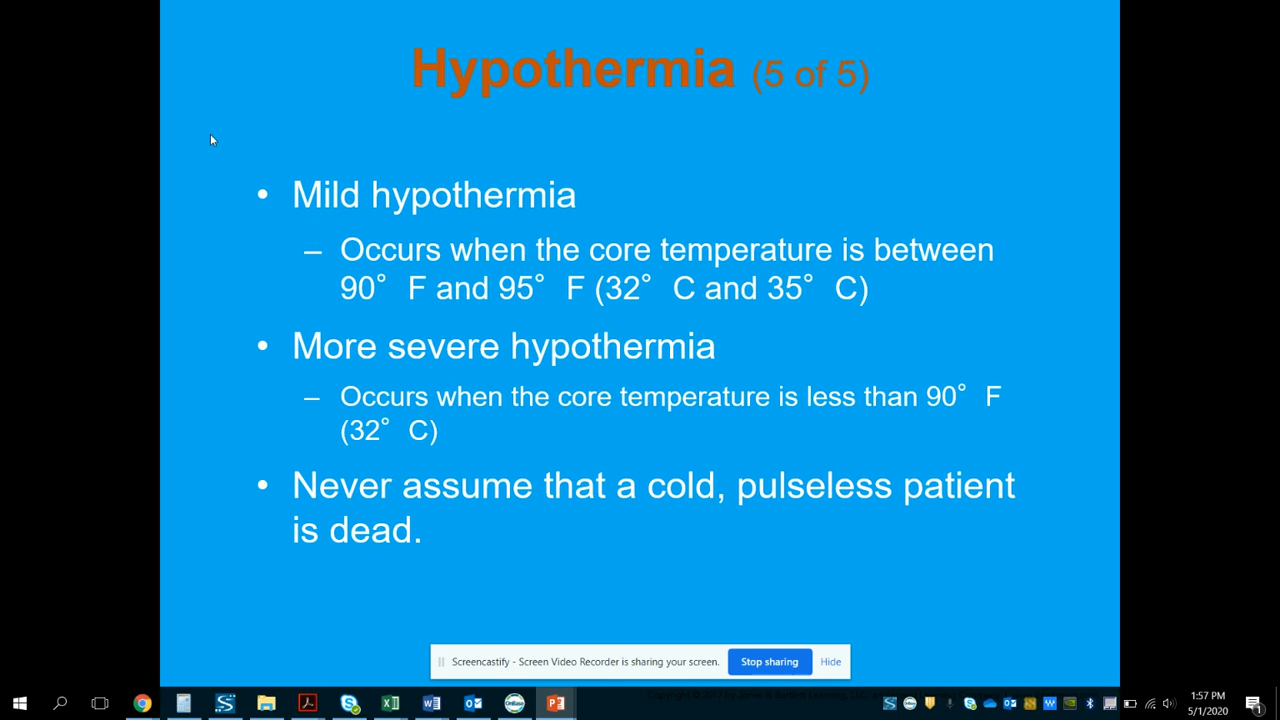 Hypothermia (5 of 5)
• Mild hypothermia
– Occurs when the core temperature is between
90° F and 95° F (32° C and 35° C)
• More severe hypothermia
– Occurs when the core temperature is less than 90° F
(32° C)
• Never assume that a cold, pulseless patient
is dead.
Screencastify - Screen Video Recorder is sharing your screen.
Stop sharing
Hide
1:57 PM
5/1/2020